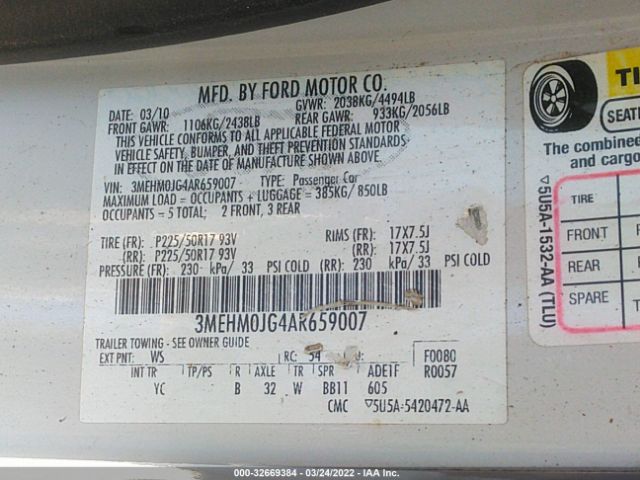 MFD. BY FORD MOTOR CO.
DATE: 03/10 GVWR: 2038KG/4494LB
FRONT GAWR: 1106KG/2438LB REAR GAWR: 933KG/2056LB
THIS VEHICLE CONFORMS TO ALL APPLICABLE FEDERAL MOTOR
VEHICLE SAFETY, BUMPER, AND THEFT PREVENTION STANDARDS
IN EFFECT ON THE DATE OF MANUFACTURE SHOWN ABOVE.
VIN: 3MEHM0JG4AR659007 TYPE: Passenger Car
MAXIMUM LOAD = OCCUPANTS + LUGGAGE = 385KG/850LB
OCCUPANTS = 5 TOTAL; 2 FRONT, 3 REAR
TIRE (FR): P225/50R17 93V RIMS (FR): 17X7.5J
(RR): P225/50R17 93V (RR): 17X7.5J
PRESSURE (FR): 230 kPa/ 33 PSI COLD (RR): 230 kPa/ 33 PSI COLD
3MEHM0JG4AR659007
TRAILER TOWING - SEE OWNER GUIDE
EXT PNT: WS RC: 54 F0080
INT TR TP/PS R AXLE TR SPR ADE1F R0057
YC B 32 W BB11 605
CMC ▽5U5A-5420472-AA
TI
SEATI
The combined
and cargo
TIRE
FRONT P
REAR P
SPARE T
▽5U5A-1532-AA (TLU)
000-32669384 - 03/24/2022 - IAA Inc.